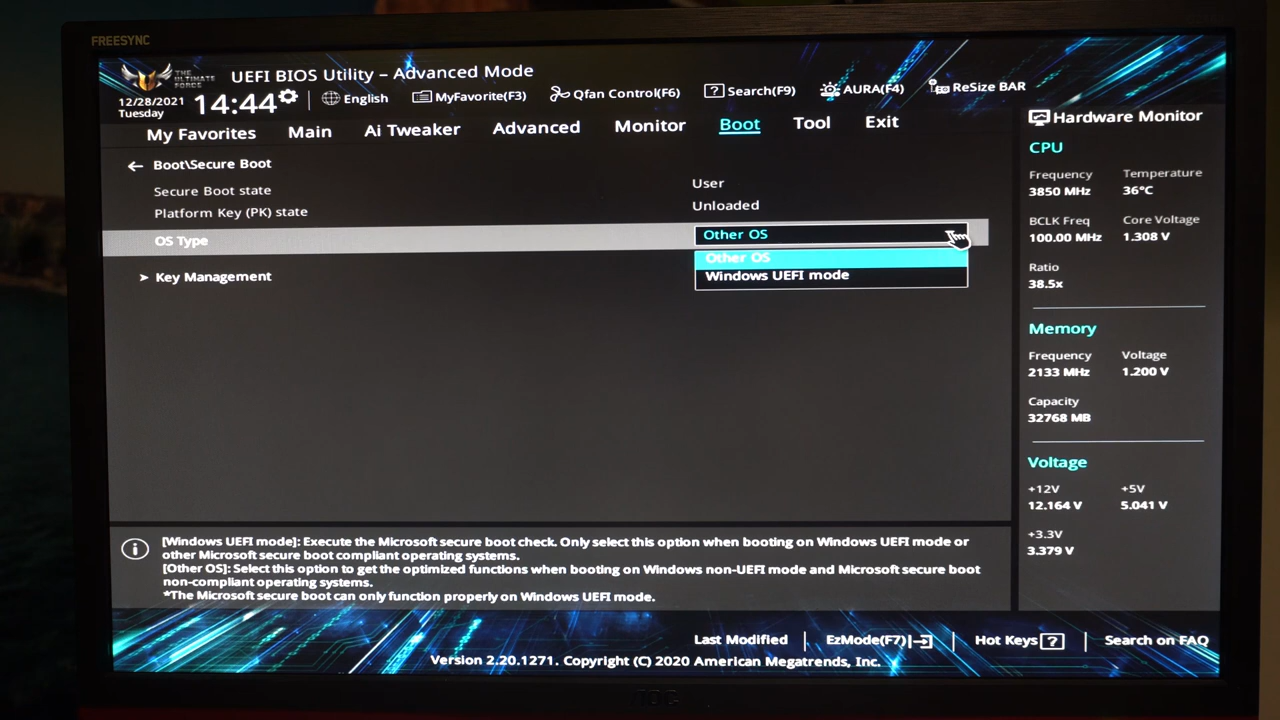 FREESYNC
THE ULTIMATE FORCE
UEFI BIOS Utility – Advanced Mode
12/28/2021
Tuesday
14:44
English
MyFavorite(F3)
Qfan Control(F6)
? Search(F9)
AURA(F4)
ReSize BAR
My Favorites
Main
Ai Tweaker
Advanced
Monitor
Boot
Tool
Exit
Hardware Monitor
Boot\Secure Boot
Secure Boot state
User
Platform Key (PK) state
Unloaded
OS Type
Other OS
Other OS
Windows UEFI mode
Key Management
CPU
Frequency
3850 MHz
Temperature
36°C
BCLK Freq
100.00 MHz
Core Voltage
1.308 V
Ratio
38.5x
Memory
Frequency
2133 MHz
Voltage
1.200 V
Capacity
32768 MB
Voltage
+12V
12.164 V
+5V
5.041 V
+3.3V
3.379 V
[Windows UEFI mode]: Execute the Microsoft secure boot check. Only select this option when booting on Windows UEFI mode or
other Microsoft secure boot compliant operating systems.
[Other OS]: Select this option to get the optimized functions when booting on Windows non-UEFI mode and Microsoft secure boot
non-compliant operating systems.
*The Microsoft secure boot can only function properly on Windows UEFI mode.
Last Modified
EzMode(F7)
Hot Keys ?
Search on FAQ
Version 2.20.1271. Copyright (C) 2020 American Megatrends, Inc.
AOC